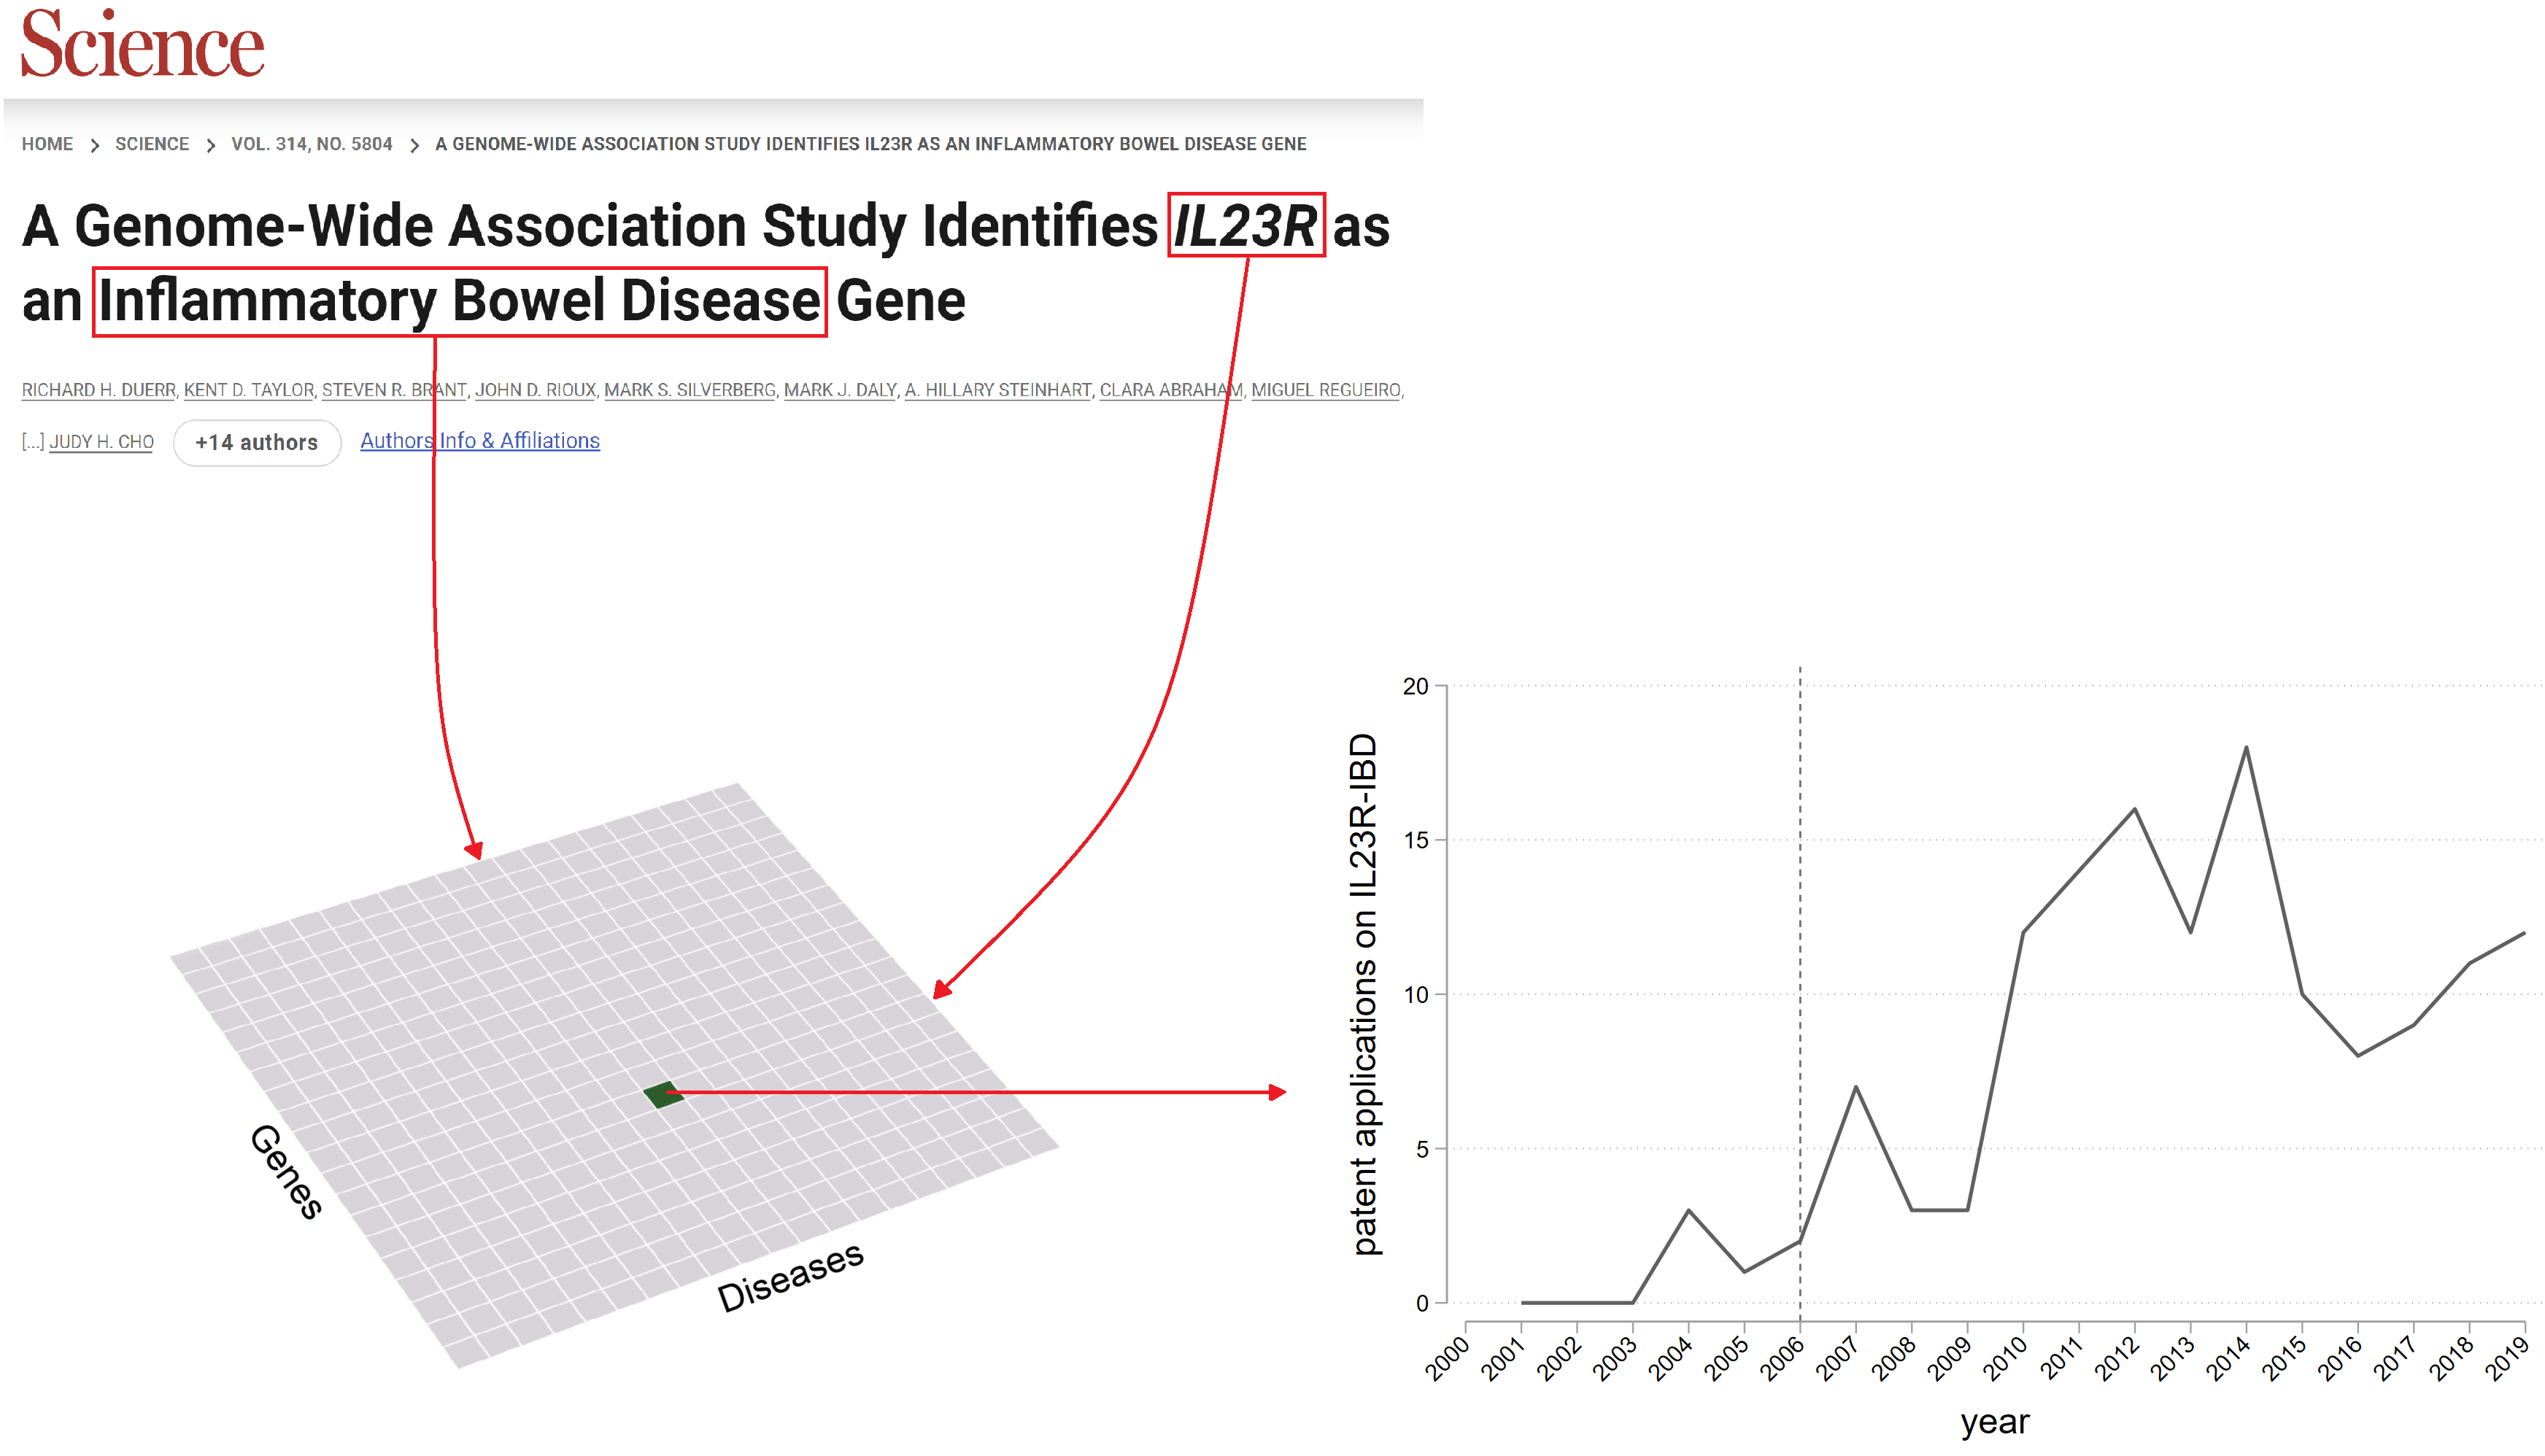 Science
HOME > SCIENCE > VOL. 314, NO. 5804 > A GENOME-WIDE ASSOCIATION STUDY IDENTIFIES IL23R AS AN INFLAMMATORY BOWEL DISEASE GENE
A Genome-Wide Association Study Identifies IL23R as
an Inflammatory Bowel Disease Gene
RICHARD H. DUERR, KENT D. TAYLOR, STEVEN R. BRANT, JOHN D. RIOUX, MARK S. SILVERBERG, MARK J. DALY, A. HILLARY STEINHART, CLARA ABRAHAM, MIGUEL REGUEIRO,
[...] JUDY H. CHO +14 authors Authors Info & Affiliations
Genes
Diseases
patent applications on IL23R-IBD
20
15
10
5
0
2000 2001 2002 2003 2004 2005 2006 2007 2008 2009 2010 2011 2012 2013 2014 2015 2016 2017 2018 2019
year